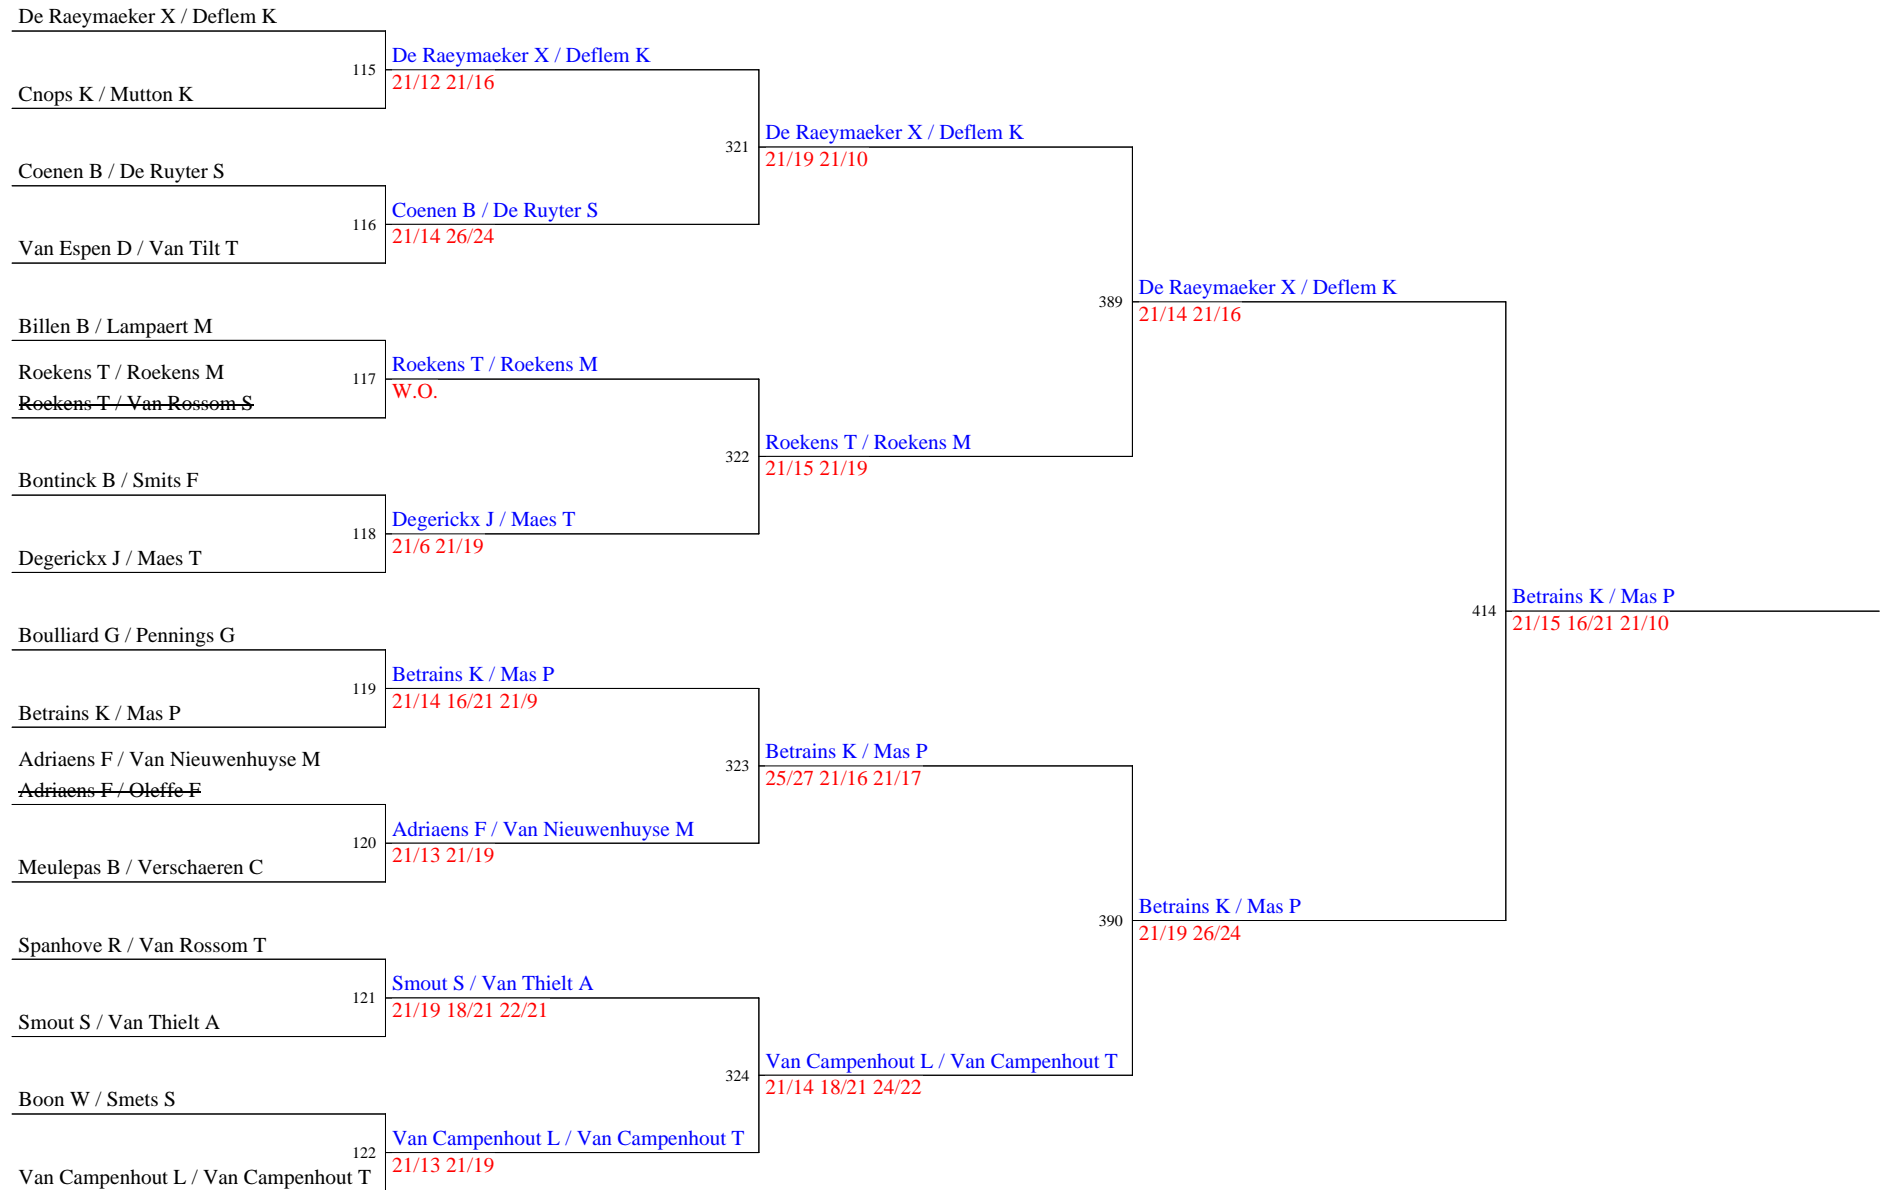 De Raeymaeker X / Deflem K
115
De Raeymaeker X / Deflem K
21/12 21/16
Cnops K / Mutton K
321
De Raeymaeker X / Deflem K
21/19 21/10
Coenen B / De Ruyter S
116
Coenen B / De Ruyter S
21/14 26/24
Van Espen D / Van Tilt T
389
De Raeymaeker X / Deflem K
21/14 21/16
Billen B / Lampaert M
Roekens T / Roekens M
Roekens T / Van Rossom S
117
Roekens T / Roekens M
W.O.
322
Roekens T / Roekens M
21/15 21/19
Bontinck B / Smits F
118
Degerickx J / Maes T
21/6 21/19
Degerickx J / Maes T
414
Betrains K / Mas P
21/15 16/21 21/10
Boulliard G / Pennings G
119
Betrains K / Mas P
21/14 16/21 21/9
Betrains K / Mas P
Adriaens F / Van Nieuwenhuyse M
Adriaens F / Oleffe F
323
Betrains K / Mas P
25/27 21/16 21/17
120
Adriaens F / Van Nieuwenhuyse M
21/13 21/19
Meulepas B / Verschaeren C
390
Betrains K / Mas P
21/19 26/24
Spanhove R / Van Rossom T
121
Smout S / Van Thielt A
21/19 18/21 22/21
Smout S / Van Thielt A
324
Van Campenhout L / Van Campenhout T
21/14 18/21 24/22
Boon W / Smets S
122
Van Campenhout L / Van Campenhout T
21/13 21/19
Van Campenhout L / Van Campenhout T